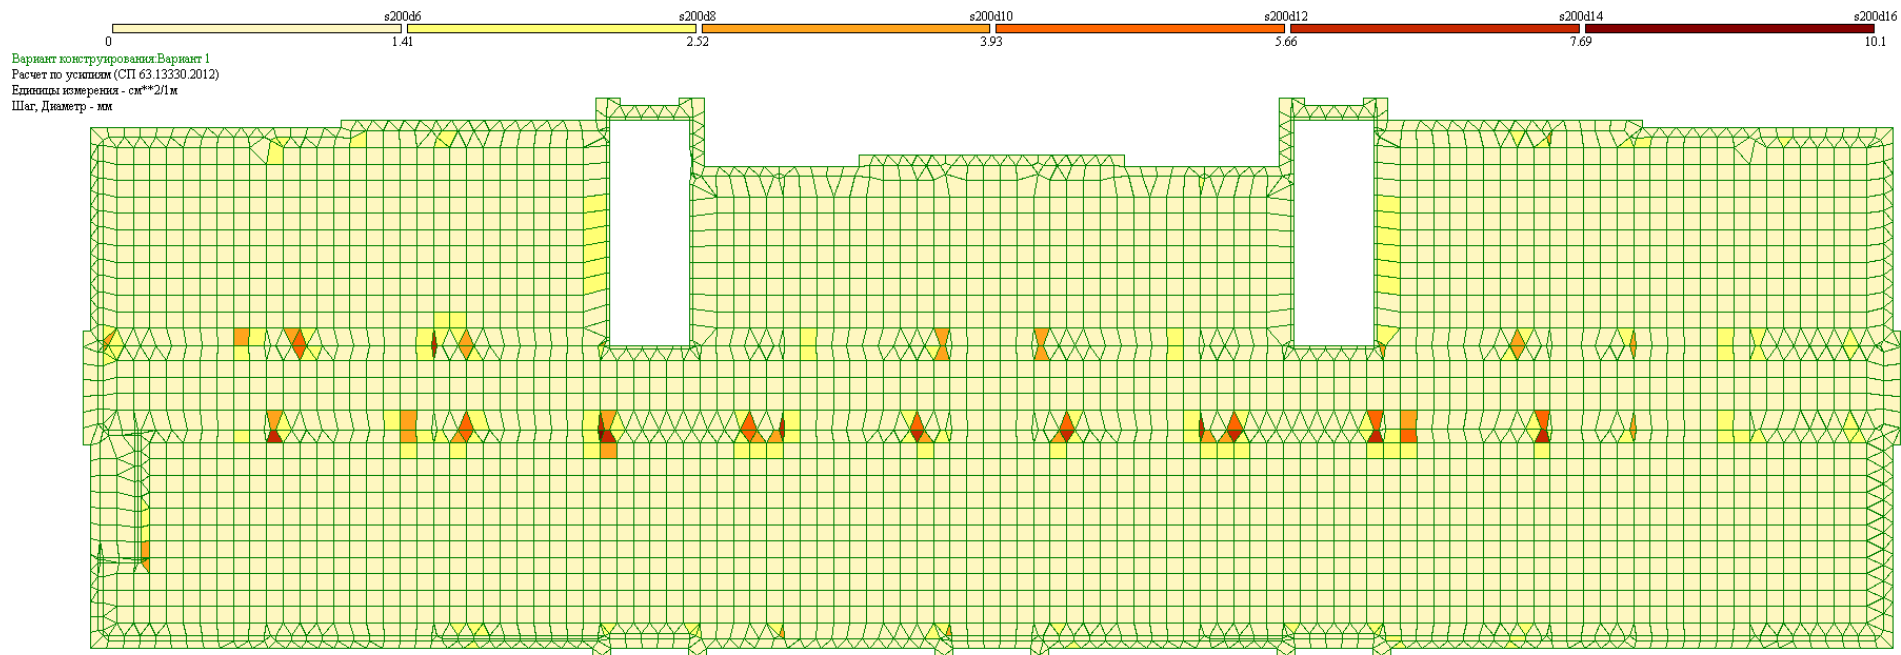 s200d6 s200d8 s200d10 s200d12 s200d14 s200d16
0 1.41 2.52 3.93 5.66 7.69 10.1
Вариант конструирования:Вариант 1
Расчет по усилиям (СП 63.13330.2012)
Единицы измерения - см**2/1м
Шаг, Диаметр - мм